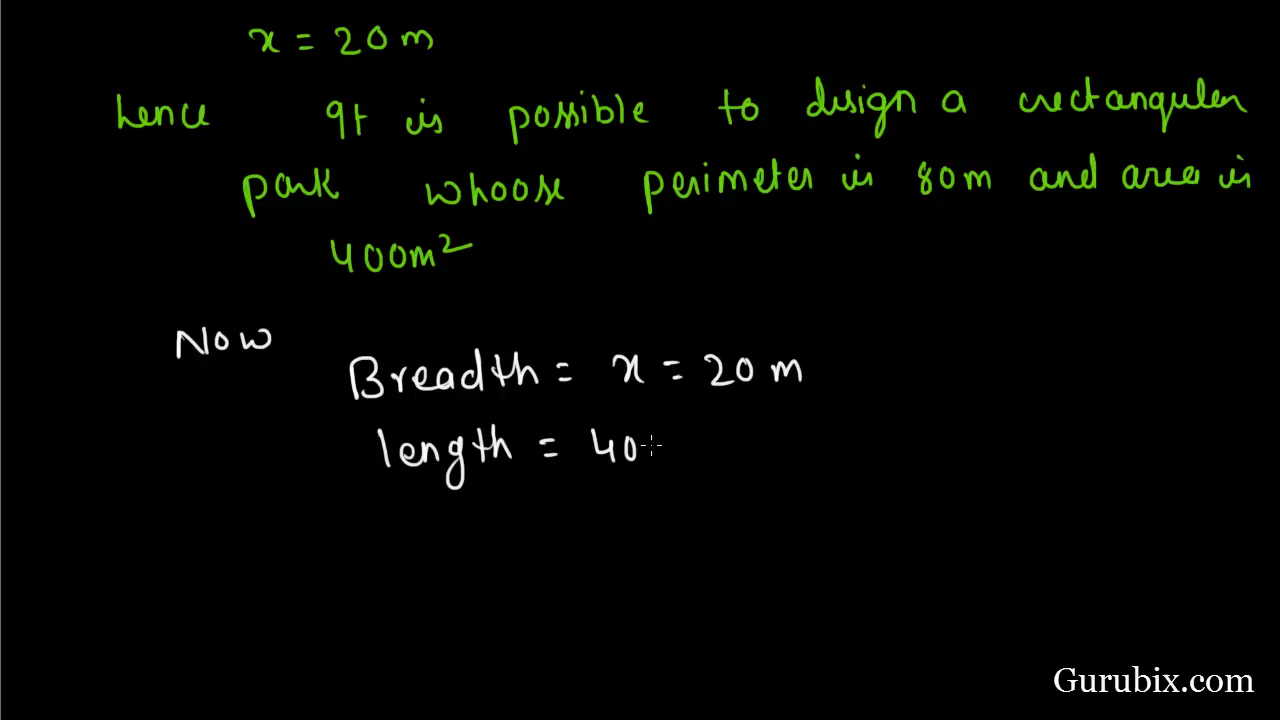 x = 20 m
hence It is possible to design a rectangular
park whoose perimeter is 80m and area is
400m²
Now
Breadth = x = 20 m
length = 40
Gurubix.com